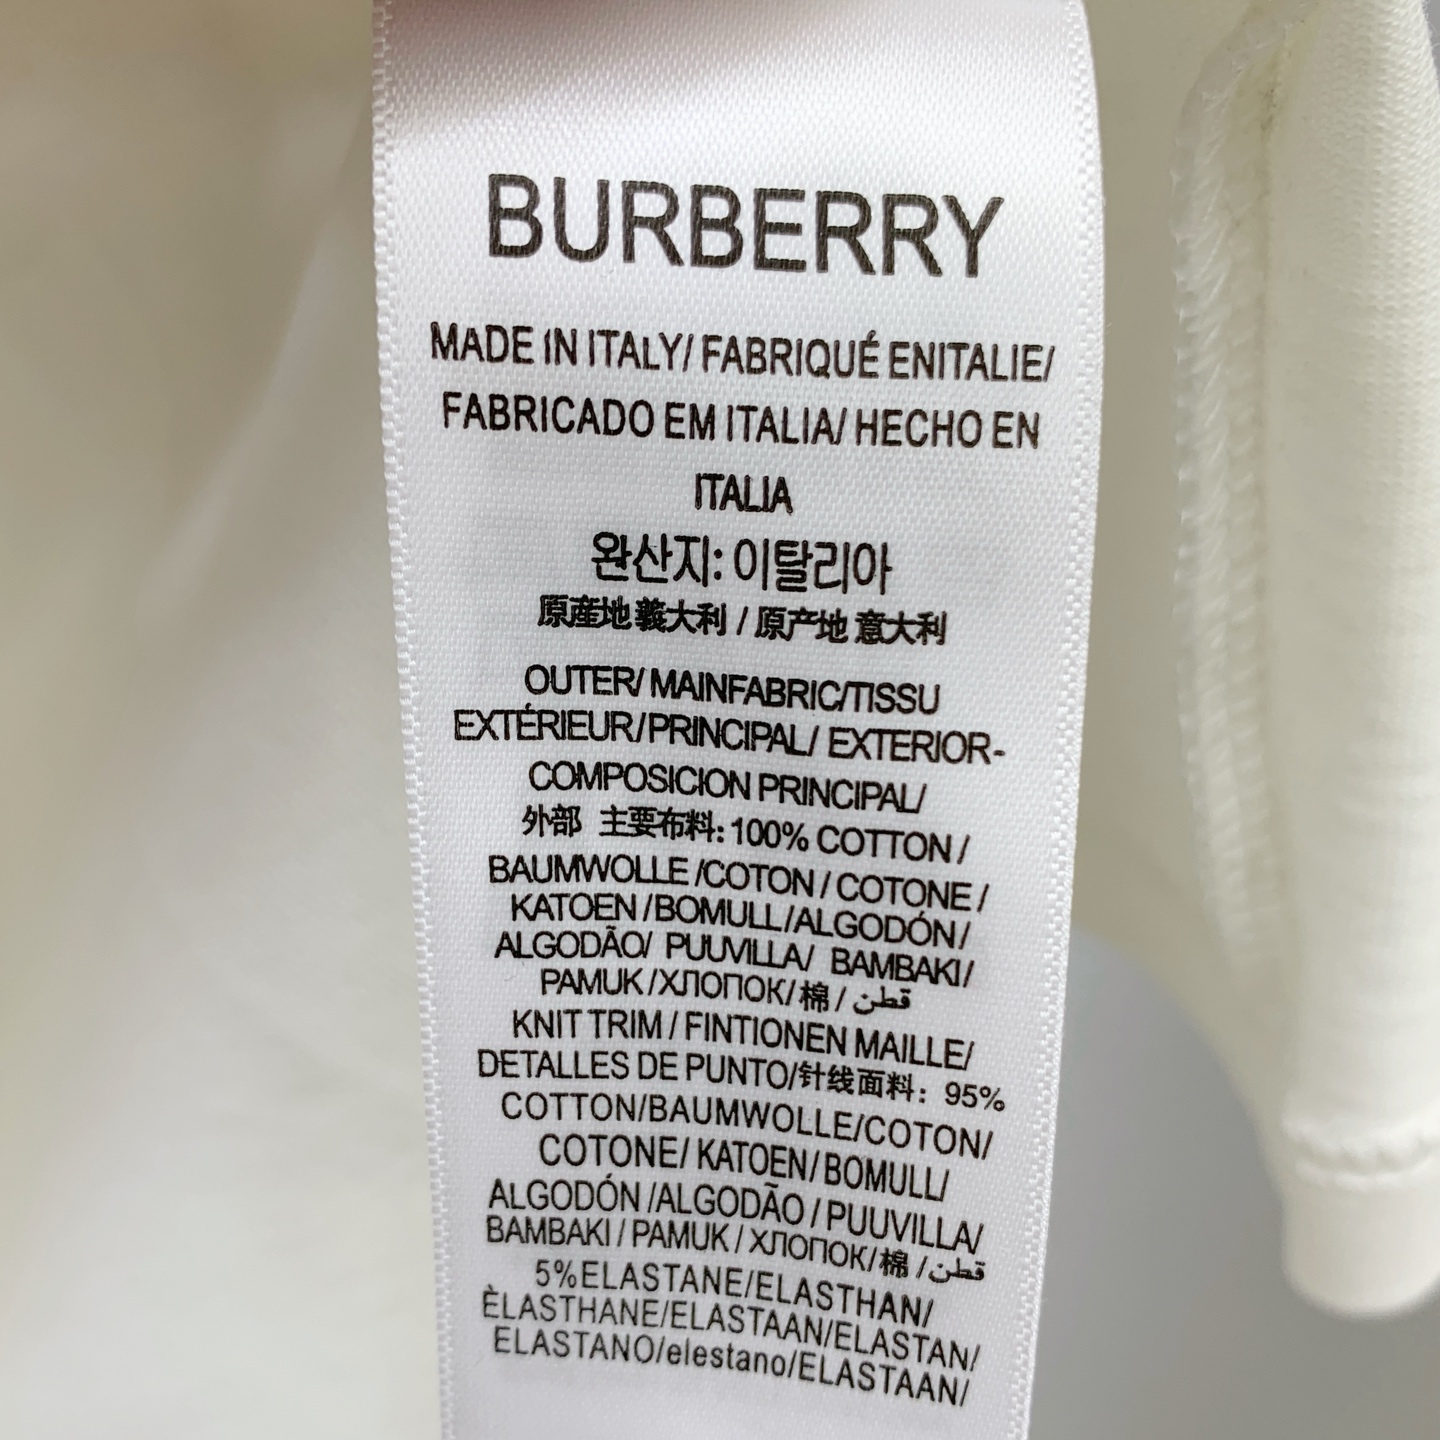 BURBERRY
MADE IN ITALY/ FABRIQUÉ ENITALIE/
FABRICADO EM ITALIA/ HECHO EN
ITALIA
완산지: 이탈리아
原産地 義大利 / 原产地 意大利
OUTER/ MAINFABRIC/TISSU
EXTÉRIEUR/PRINCIPAL/ EXTERIOR-
COMPOSICION PRINCIPAL/
外部 主要布料: 100% COTTON /
BAUMWOLLE /COTON / COTONE /
KATOEN /BOMULL/ALGODÓN/
ALGODÃO/ PUUVILLA/ BAMBAKI/
PAMUK /ХЛОПОК/ 棉 / قطن
KNIT TRIM / FINTIONEN MAILLE/
DETALLES DE PUNTO/针线面料: 95%
COTTON/BAUMWOLLE/COTON/
COTONE/ KATOEN/ BOMULL/
ALGODÓN /ALGODÃO / PUUVILLA/
BAMBAKI / PAMUK / ХЛОПОК/ 棉 / قطن
5%ELASTANE/ELASTHAN/
ÈLASTHANE/ELASTAAN/ELASTAN/
ELASTANO/elestano/ELASTAAN/